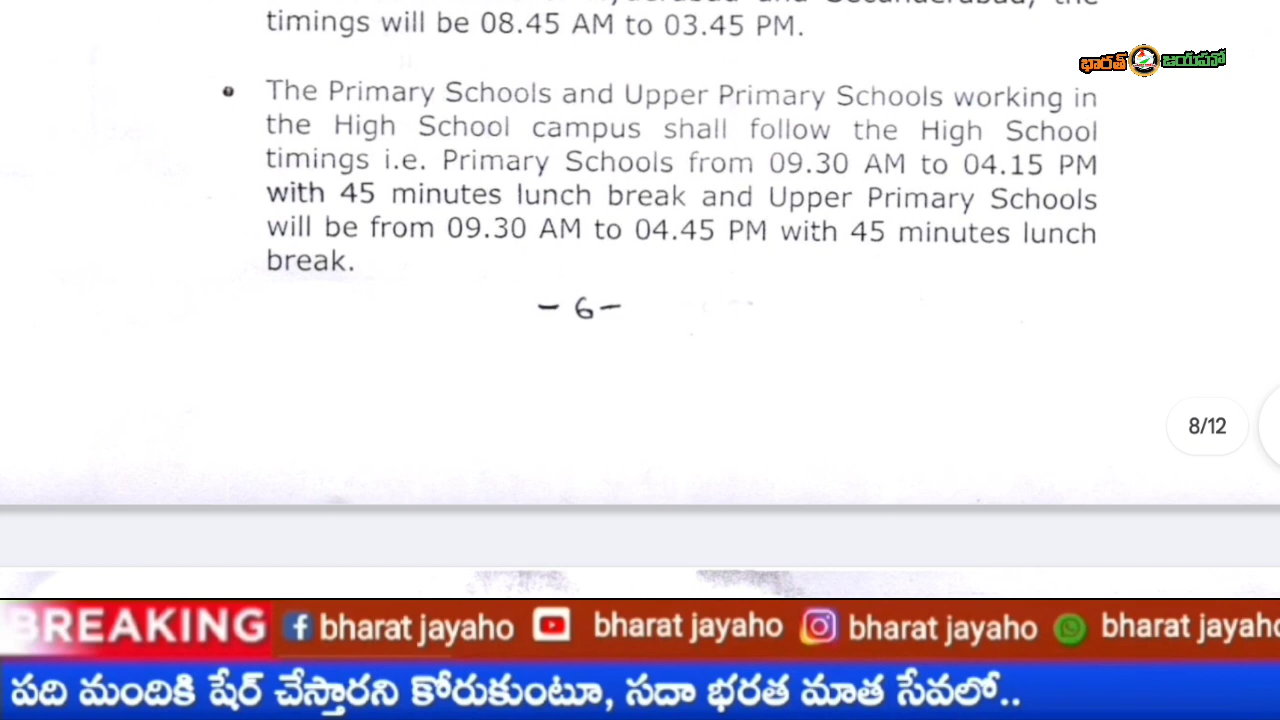 Secunderabad, the
timings will be 08.45 AM to 03.45 PM.
భారత్ జయహో
• The Primary Schools and Upper Primary Schools working in
the High School campus shall follow the High School
timings i.e. Primary Schools from 09.30 AM to 04.15 PM
with 45 minutes lunch break and Upper Primary Schools
will be from 09.30 AM to 04.45 PM with 45 minutes lunch
break.
- 6 -
8/12
BREAKING bharat jayaho bharat jayaho bharat jayaho bharat jayaho
పది మందికి షేర్ చేస్తారని కోరుకుంటూ, సదా భరత మాత సేవలో..